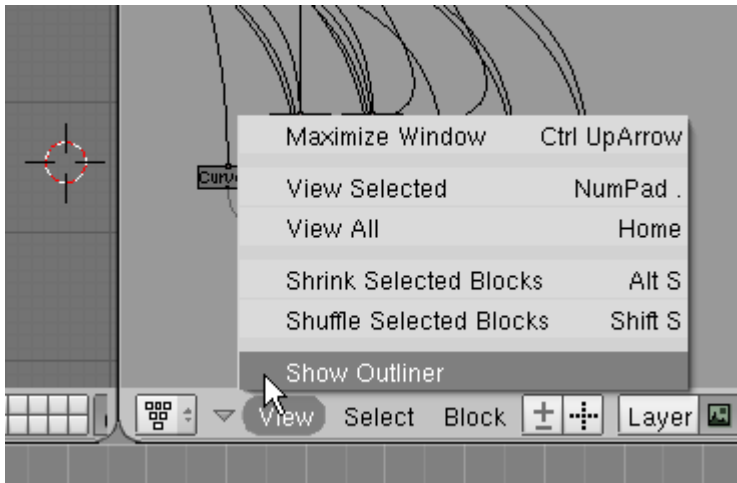 Maximize Window Ctrl UpArrow
View Selected NumPad .
View All Home
Shrink Selected Blocks Alt S
Shuffle Selected Blocks Shift S
Show Outliner
View Select Block Layer